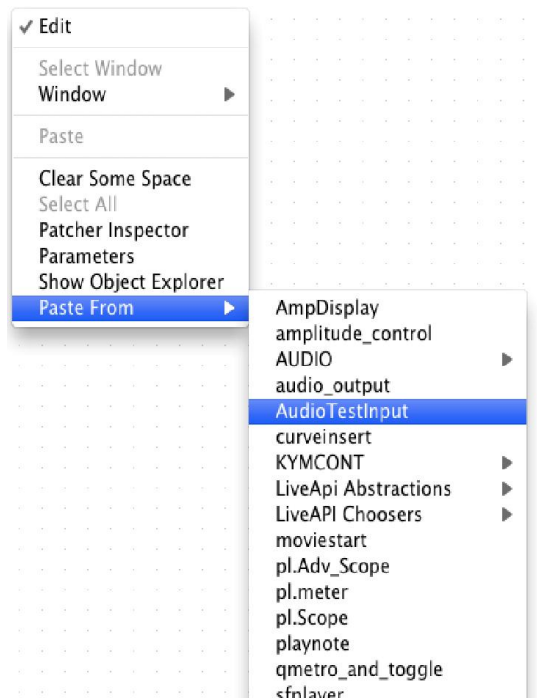 Edit
Select Window
Window
Paste
Clear Some Space
Select All
Patcher Inspector
Parameters
Show Object Explorer
Paste From
AmpDisplay
amplitude_control
AUDIO
audio_output
AudioTestInput
curveinsert
KYMCONT
LiveApi Abstractions
LiveAPI Choosers
moviestart
pl.Adv_Scope
pl.meter
pl.Scope
playnote
qmetro_and_toggle
sfplayer